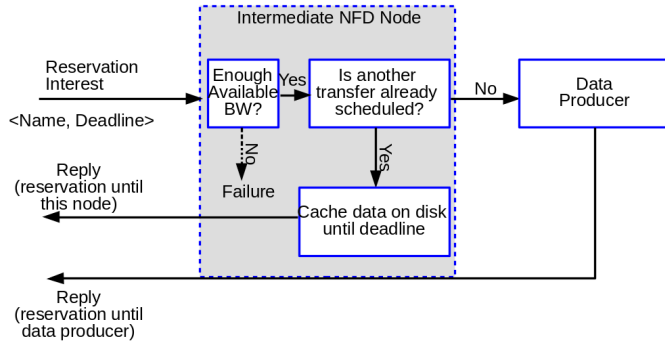 Intermediate NFD Node
Reservation
Interest
<Name, Deadline>
Enough
Available
BW?
Yes
Is another
transfer already
scheduled?
No
Data
Producer
No
Failure
Yes
Cache data on disk
until deadline
Reply
(reservation until
this node)
Reply
(reservation until
data producer)